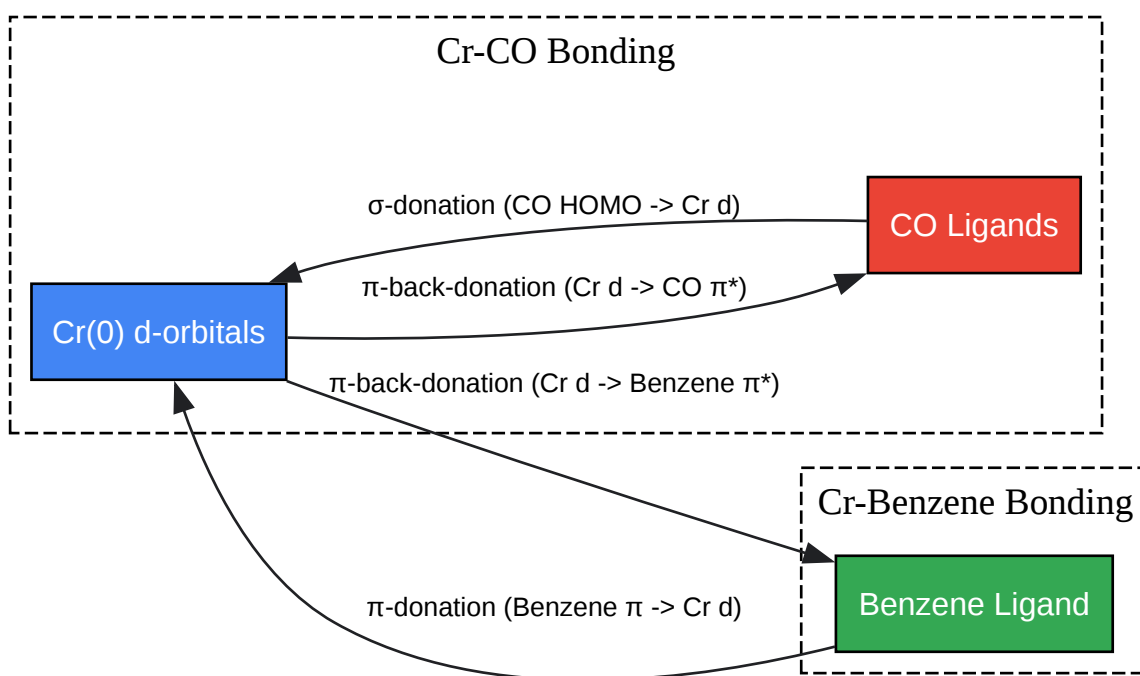 Cr-CO Bonding
σ-donation (CO HOMO -> Cr d)
CO Ligands
π-back-donation (Cr d -> CO π*)
Cr(0) d-orbitals
π-back-donation (Cr d -> Benzene π*)
Cr-Benzene Bonding
Benzene Ligand
π-donation (Benzene π -> Cr d)